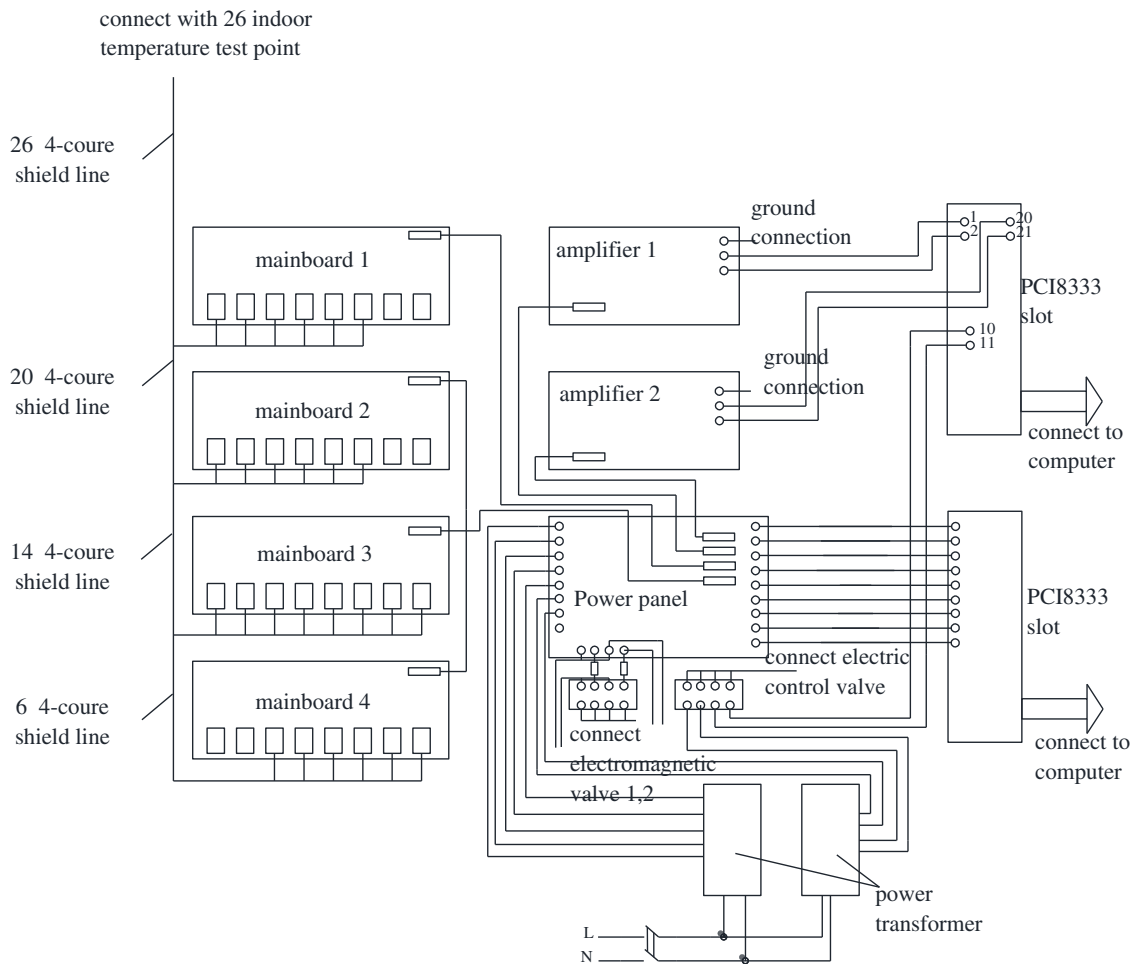 connect with 26 indoor
temperature test point
26 4-coure
shield line
mainboard 1
20 4-coure
shield line
mainboard 2
14 4-coure
shield line
mainboard 3
6 4-coure
shield line
mainboard 4
amplifier 1
ground
connection
amplifier 2
ground
connection
1
2
20
21
PCI8333
slot
10
11
connect to
computer
Power panel
PCI8333
slot
connect electric
control valve
connect
electromagnetic
valve 1,2
connect to
computer
power
transformer
L
N